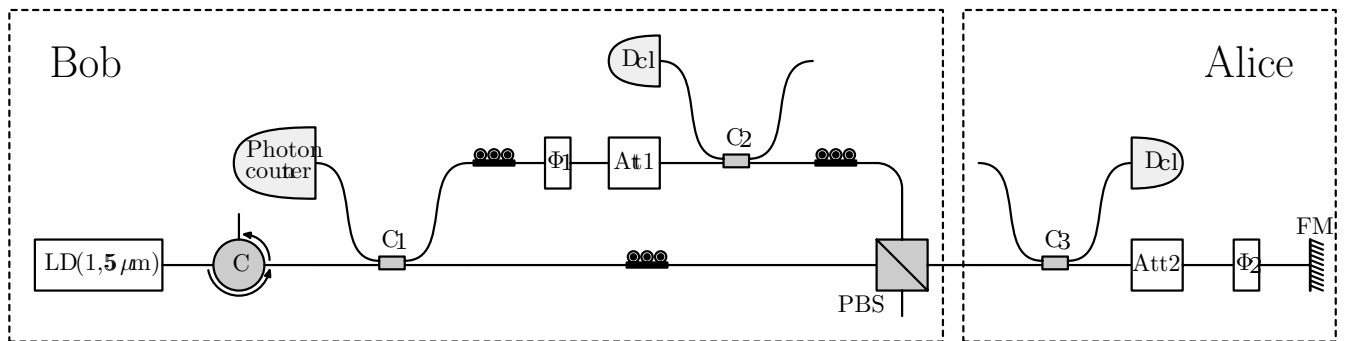 Bob
Alice
Dcl
C2
Photon
counter
Φ1
Att1
Dcl
C1
C3
FM
LD(1,5 μm)
C
Att2
Φ2
PBS